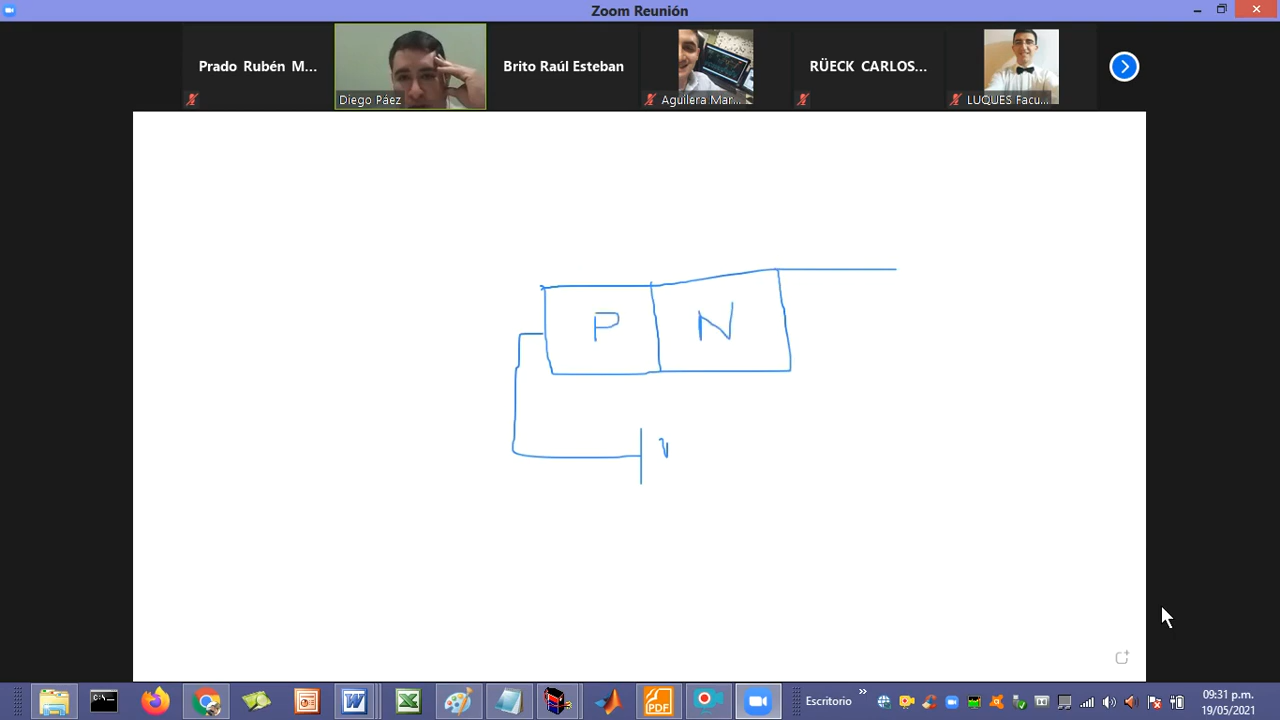 Zoom Reunión
Prado Rubén M...
Diego Páez
Brito Raúl Esteban
Aguilera Mar...
RÜECK CARLOS...
LUQUES Facu...
P N
Escritorio
PDF
09:31 p.m.
19/05/2021